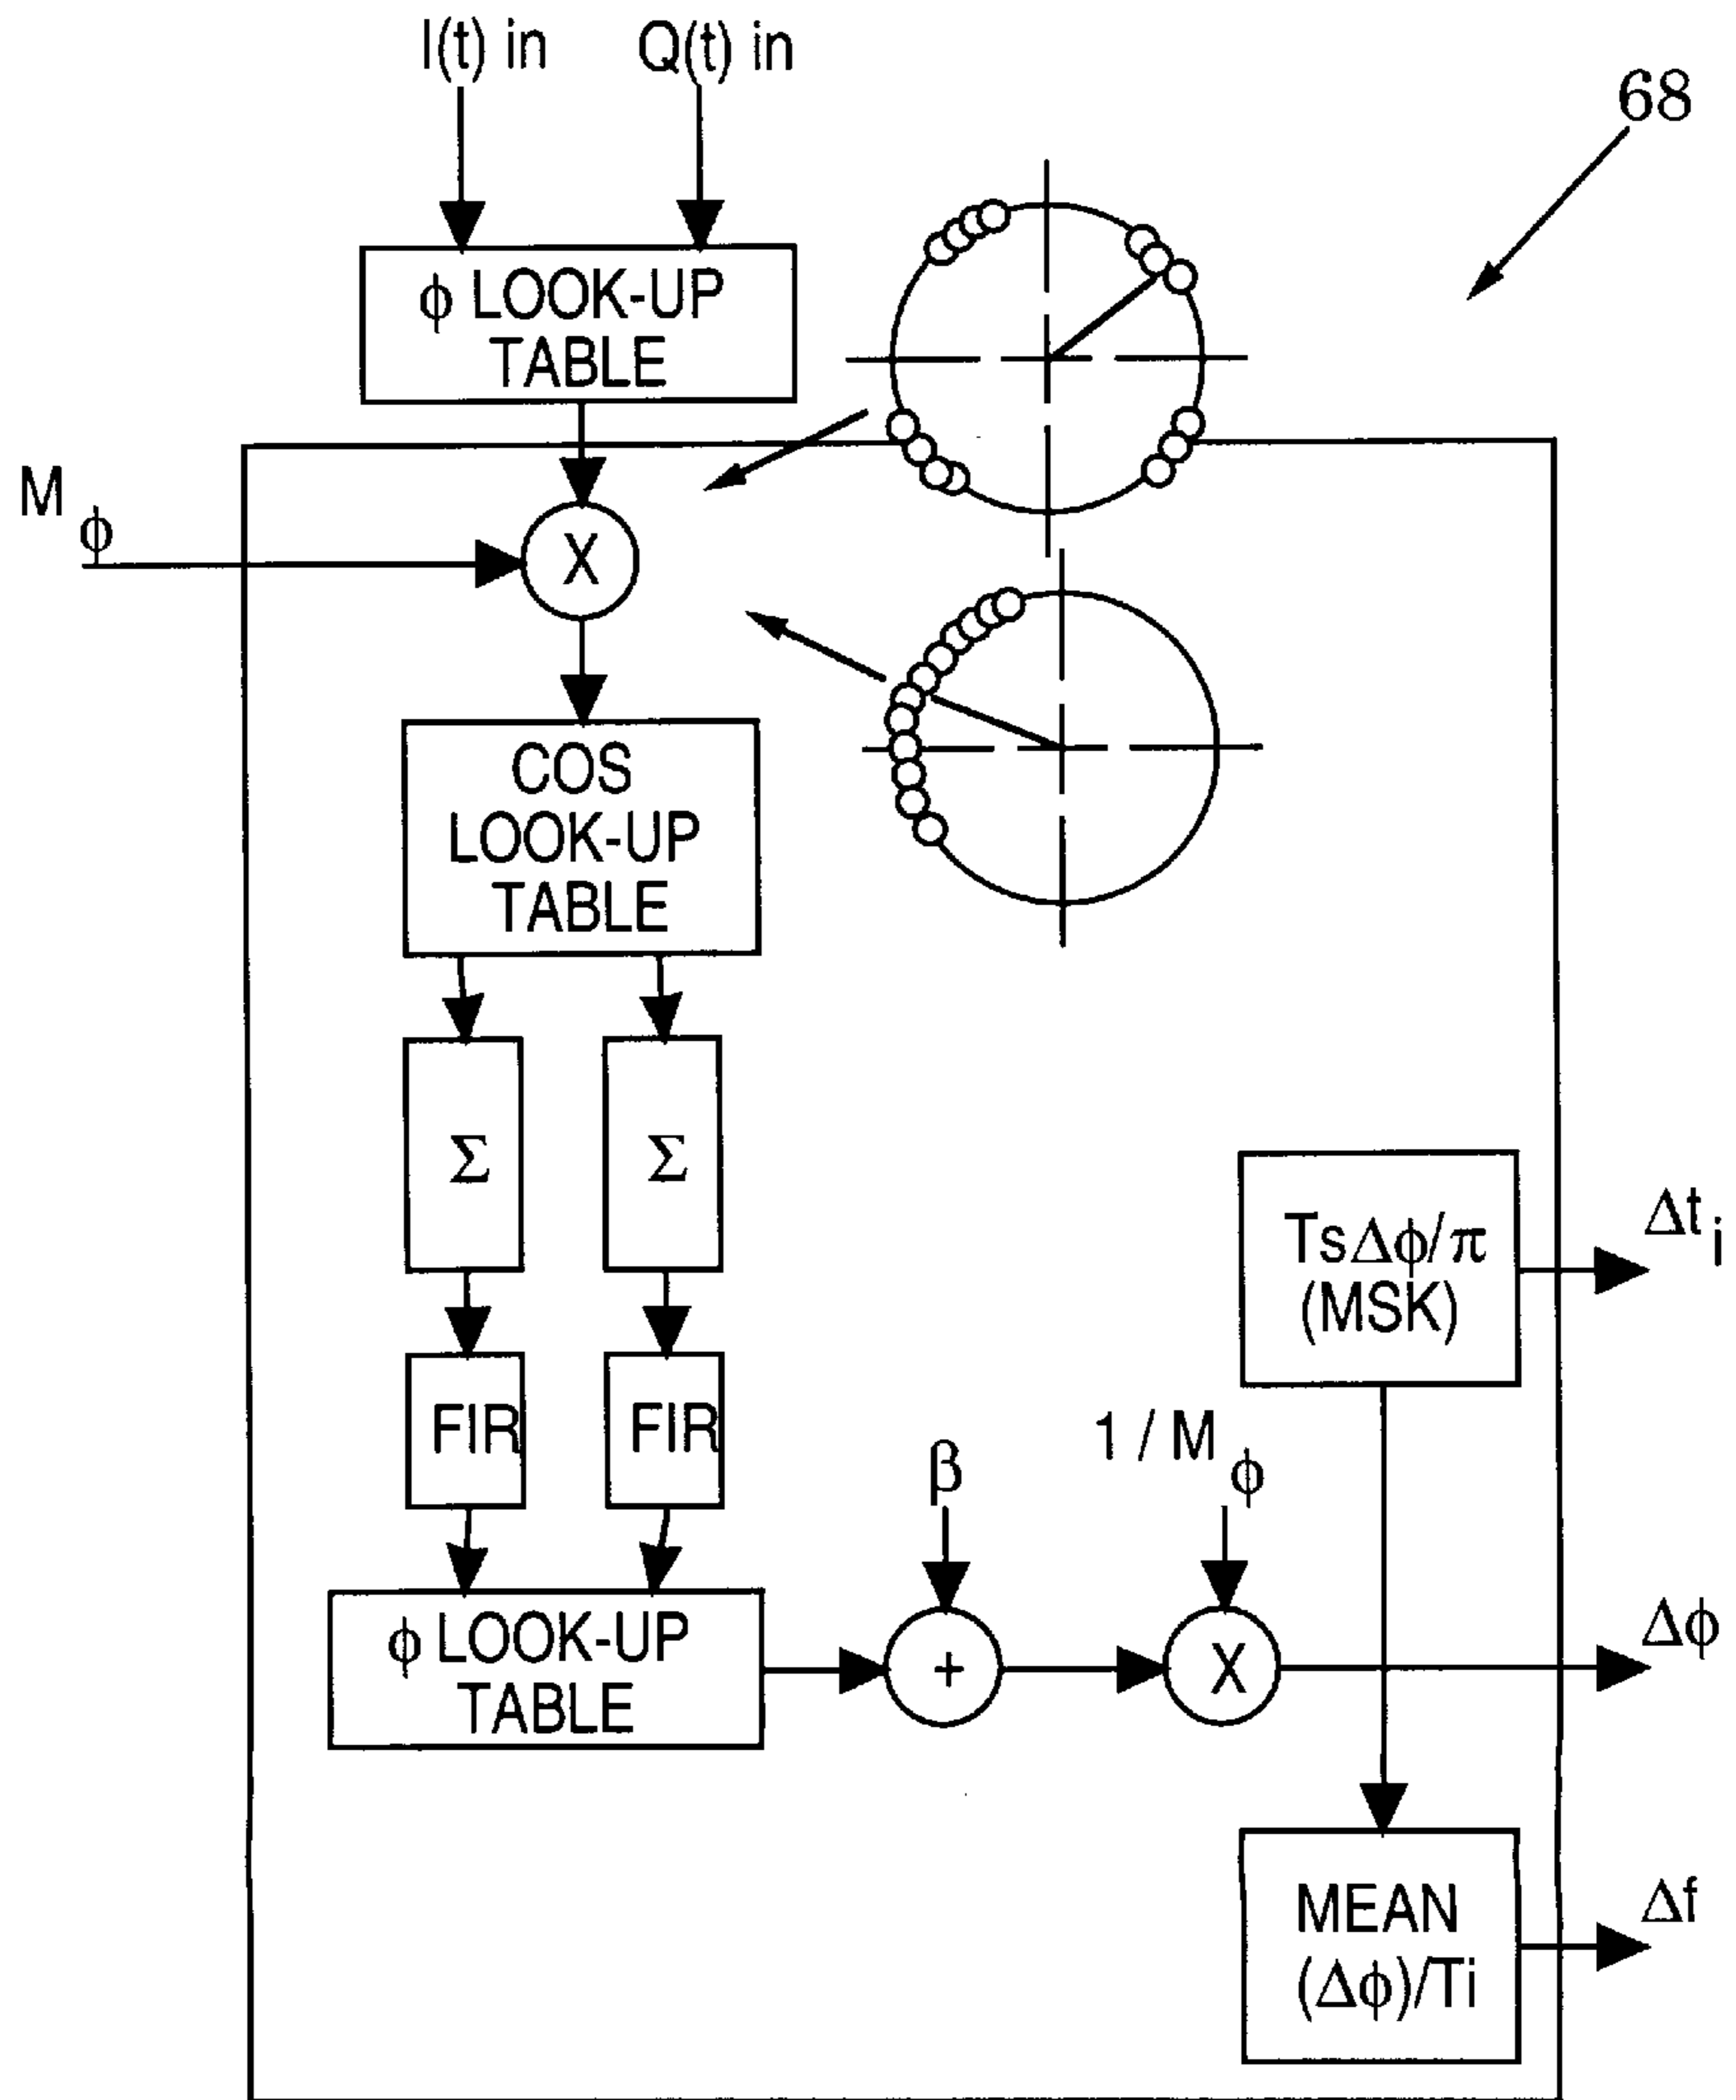 I(t) in
Q(t) in
68
ϕ LOOK-UP
TABLE
M ϕ
X
COS
LOOK-UP
TABLE
Σ
Σ
TsΔϕ/π
(MSK)
Δt i
FIR
FIR
β
1 / M ϕ
ϕ LOOK-UP
TABLE
+
X
Δϕ
MEAN
(Δϕ)/Ti
Δf